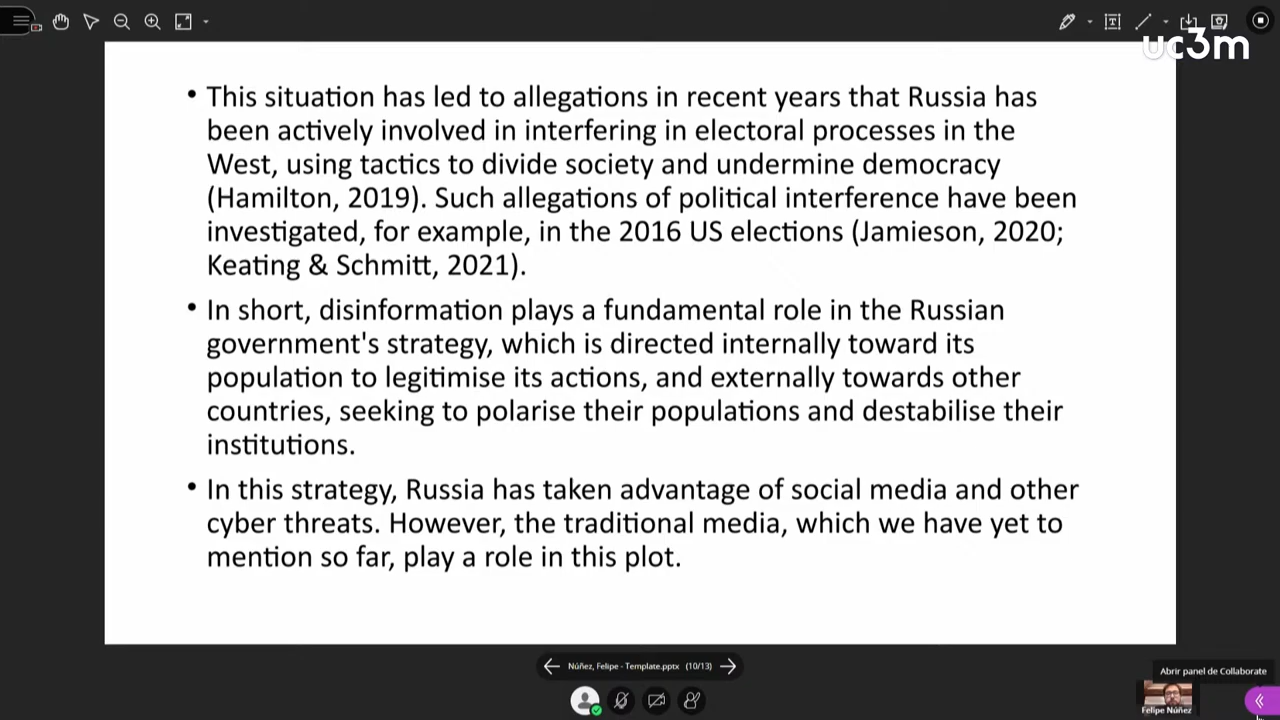 uc3m
• This situation has led to allegations in recent years that Russia has
been actively involved in interfering in electoral processes in the
West, using tactics to divide society and undermine democracy
(Hamilton, 2019). Such allegations of political interference have been
investigated, for example, in the 2016 US elections (Jamieson, 2020;
Keating & Schmitt, 2021).
• In short, disinformation plays a fundamental role in the Russian
government's strategy, which is directed internally toward its
population to legitimise its actions, and externally towards other
countries, seeking to polarise their populations and destabilise their
institutions.
• In this strategy, Russia has taken advantage of social media and other
cyber threats. However, the traditional media, which we have yet to
mention so far, play a role in this plot.
Núñez, Felipe - Template.pptx (10/13)
Abrir panel de Collaborate
Felipe Núñez